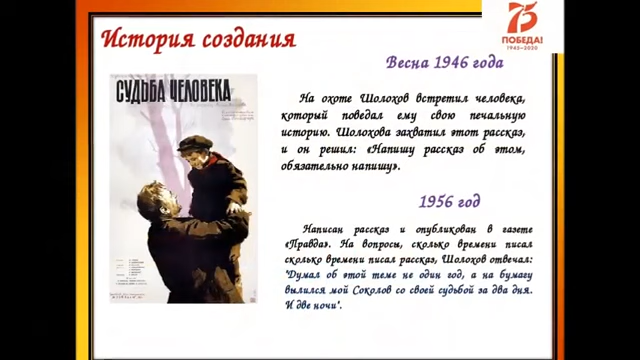 История создания
75
ПОБЕДА!
1945–2020
Весна 1946 года
СУДЬБА ЧЕЛОВЕКА
На охоте Шолохов встретил человека,
который поведал ему свою печальную
историю. Шолохова захватил этот рассказ,
и он решил: «Напишу рассказ об этом,
обязательно напишу».
1956 год
Написан рассказ и опубликован в газете
«Правда». На вопросы, сколько времени писал
сколько времени писал рассказ, Шолохов отвечал:
"Думал об этой теме не один год, а на бумагу
вылился мой Соколов со своей судьбой за два дня.
И две ночи".